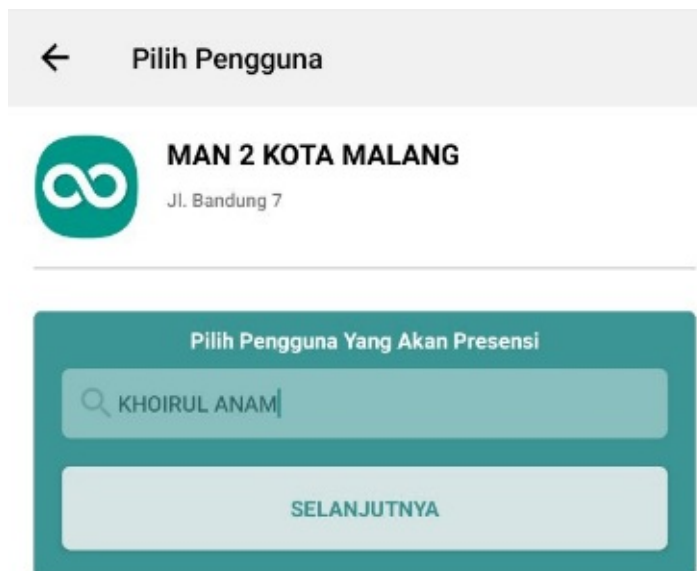 Pilih Pengguna
MAN 2 KOTA MALANG
Jl. Bandung 7
Pilih Pengguna Yang Akan Presensi
KHOIRUL ANAM
SELANJUTNYA